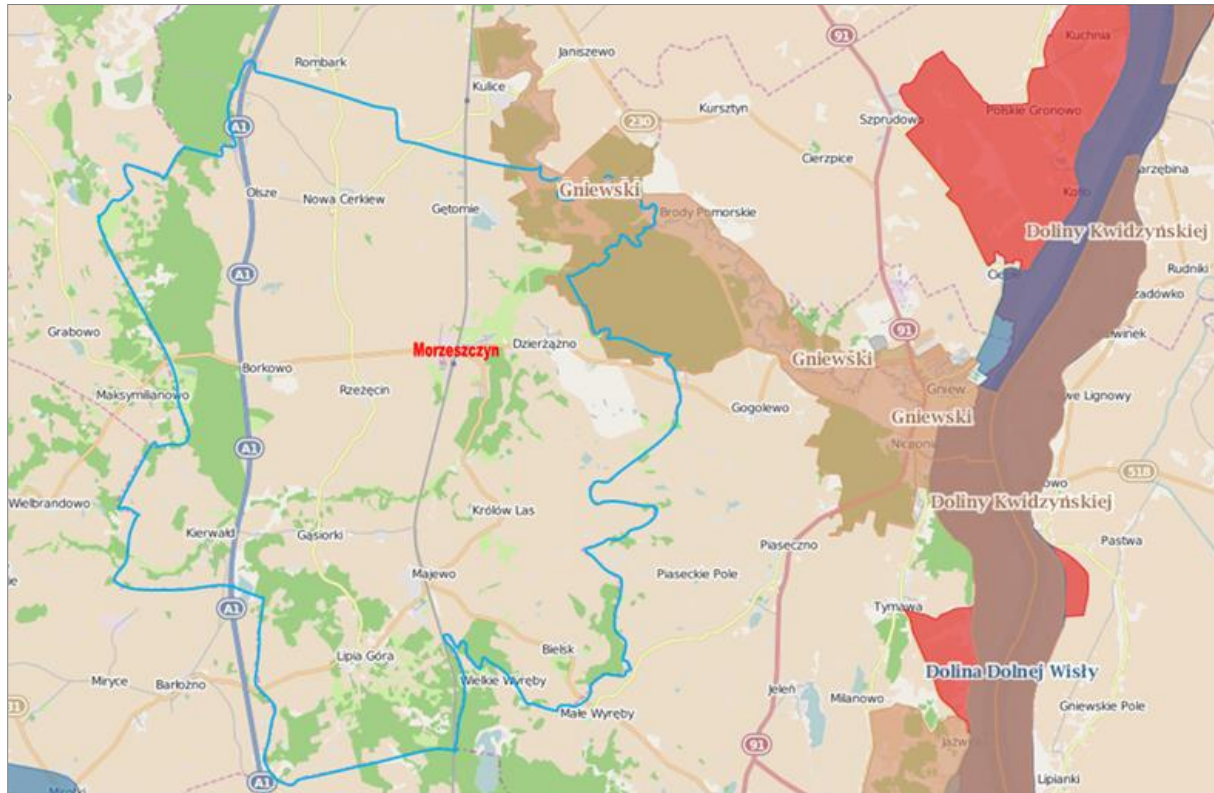 Kuchnia
Janiszewo
91
Rombark
Kulice
Kursztyn
Polskie Gronowo
230
Szprudowo
A1
Cierzpice
Olsze
Gniewski
Nowa Cerkiew
Gętomie
Brody Pomorskie
Doliny Kwidzyńskiej
A1
Rudniki
Grabowo
91
Morzeszczyn
Dzierżążno
Gniewski
Borkowo
Maksymilianowo
Rzeżęcin
Gniew
Gogolewo
Gniewski
A1
518
Wielbrandowo
Doliny Kwidzyńskiej
Królów Las
Kierwałd
Gąsiorki
Pastwa
Piaseczno
Majewo
Piaseckie Pole
A1
Tymawa
Bielsk
Lipia Góra
Dolina Dolnej Wisły
Miryce
Barłożno
Wielkie Wyręby
Jeleń
Milanowo
Małe Wyręby
Gniewskie Pole
91
Lipianki
A1